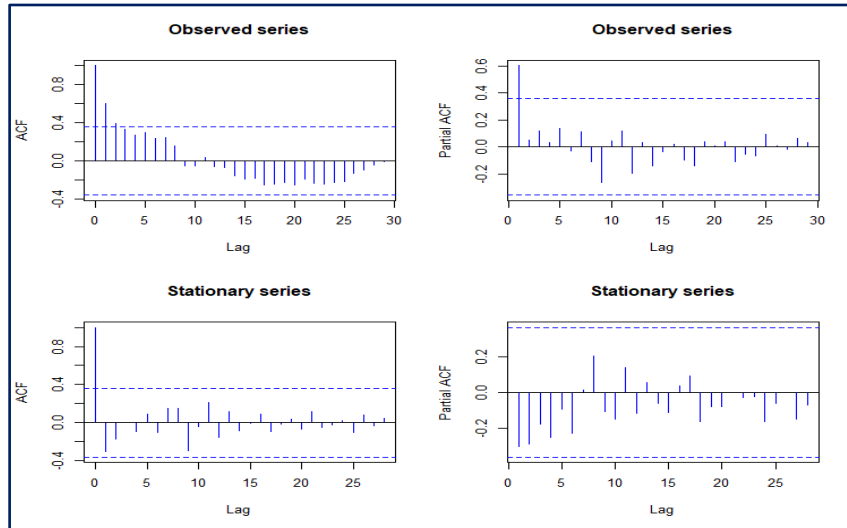 Observed series
ACF
-0.4 0.0 0.4 0.8
0 5 10 15 20 25 30
Lag
Observed series
Partial ACF
-0.2 0.0 0.2 0.4 0.6
0 5 10 15 20 25 30
Lag
Stationary series
ACF
-0.4 0.0 0.4 0.8
0 5 10 15 20 25
Lag
Stationary series
Partial ACF
-0.2 0.0 0.2
0 5 10 15 20 25
Lag